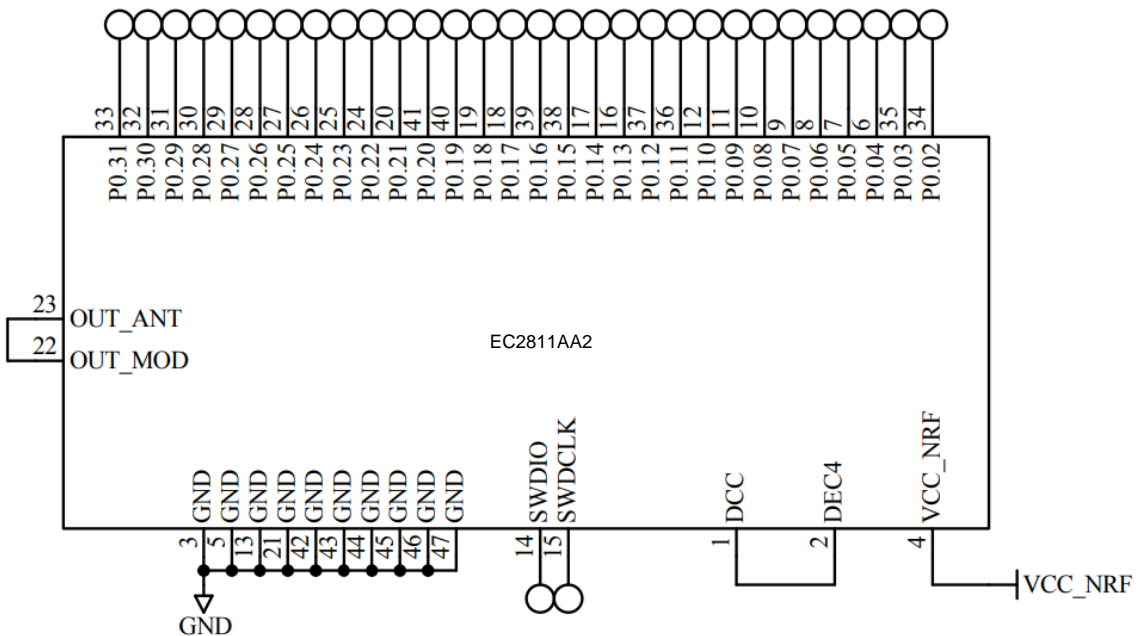 33 32 31 30 29 28 27 26 25 24 20 41 40 19 18 39 38 17 16 37 36 12 11 10 9 8 7 6 35 34
P0.31 P0.30 P0.29 P0.28 P0.27 P0.26 P0.25 P0.24 P0.23 P0.22 P0.21 P0.20 P0.19 P0.18 P0.17 P0.16 P0.15 P0.14 P0.13 P0.12 P0.11 P0.10 P0.09 P0.08 P0.07 P0.06 P0.05 P0.04 P0.03 P0.02
23 OUT_ANT
22 OUT_MOD
EC2811AA2
GND GND GND GND GND GND GND GND GND GND SWDIO SWDCLK DCC DEC4 VCC_NRF
3 5 13 21 42 43 44 45 46 47 14 15 1 2 4
VCC_NRF
GND